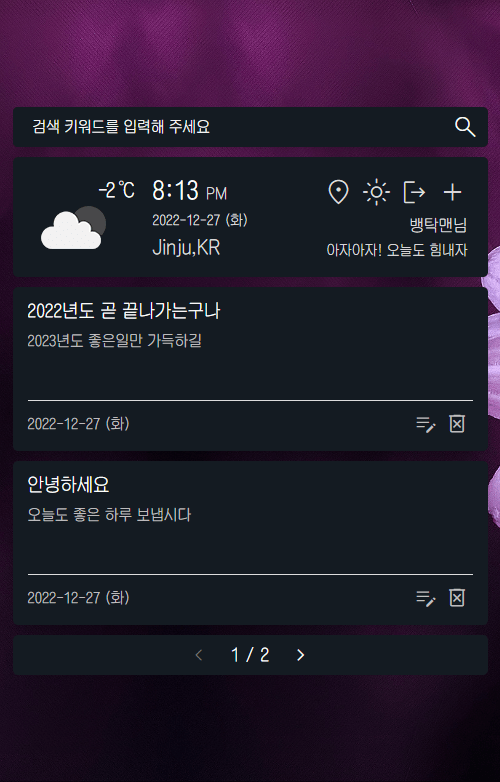 검색 키워드를 입력해 주세요
-2℃
8:13 PM
2022-12-27 (화)
Jinju,KR
뱅탁맨님
아자아자! 오늘도 힘내자
2022년도 곧 끝나가는구나
2023년도 좋은일만 가득하길
2022-12-27 (화)
안녕하세요
오늘도 좋은 하루 보냅시다
2022-12-27 (화)
1 / 2